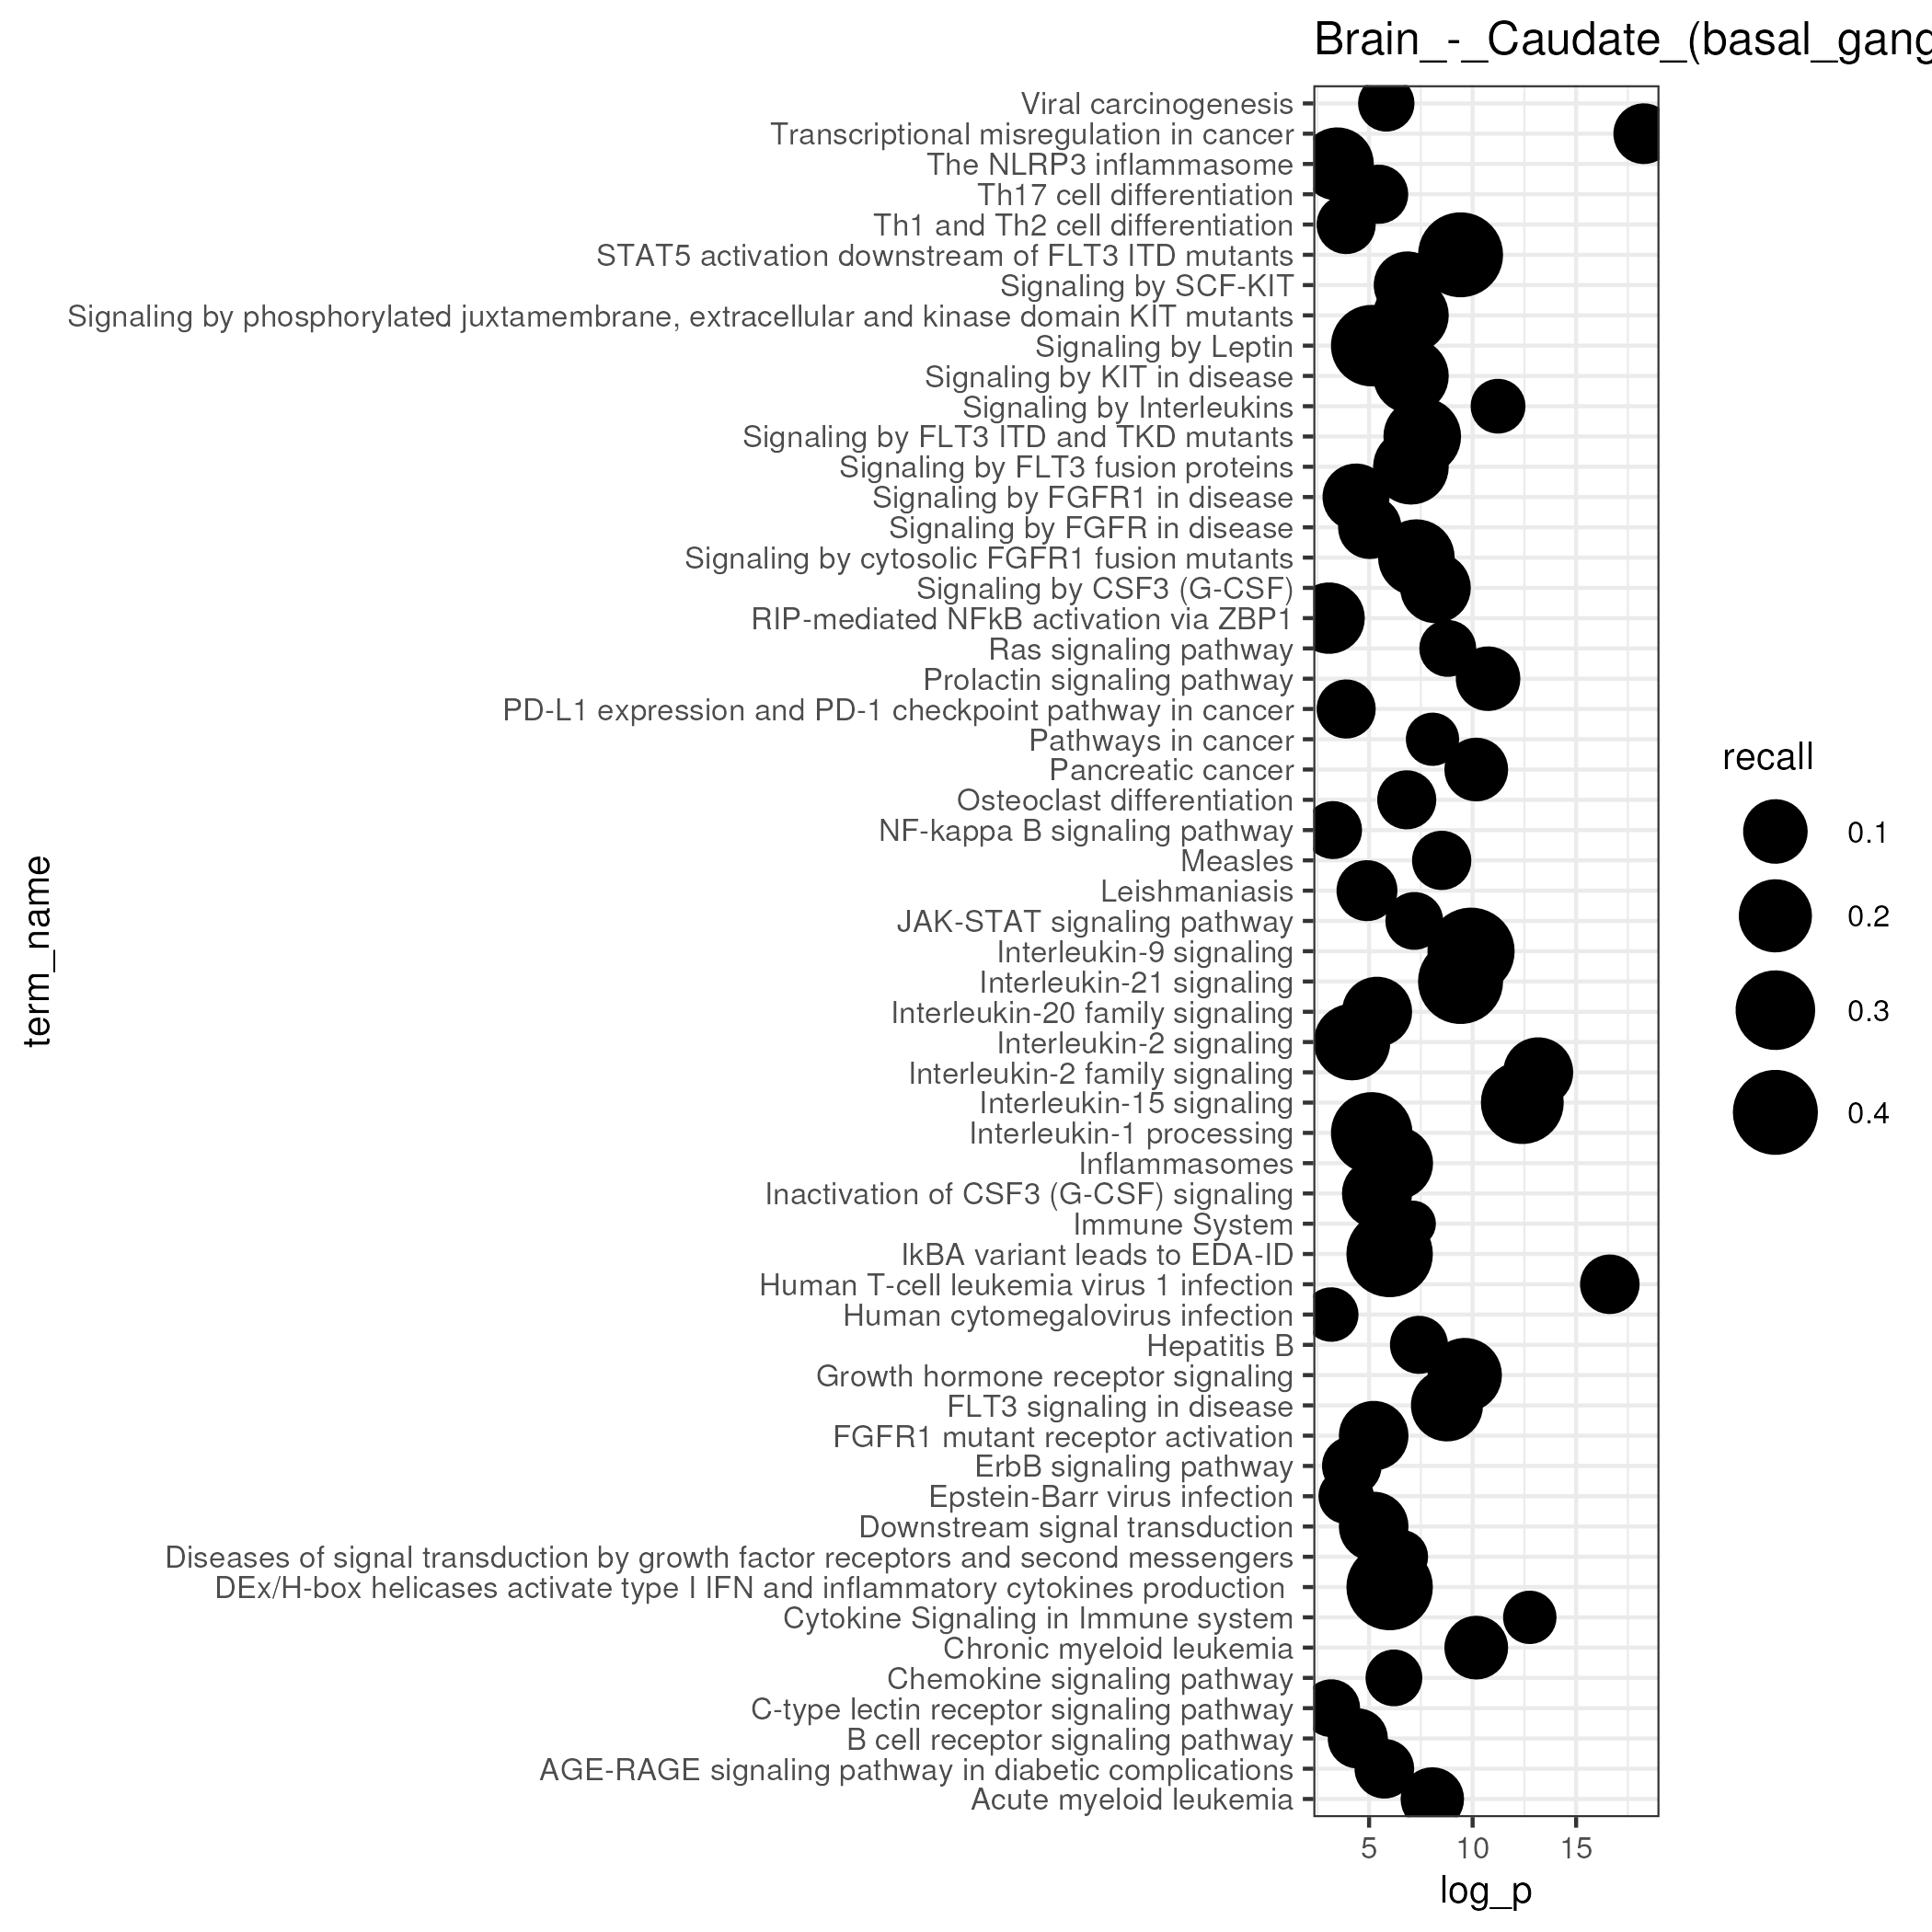 Brain_-_Caudate_(basal_gang
Viral carcinogenesis
Transcriptional misregulation in cancer
The NLRP3 inflammasome
Th17 cell differentiation
Th1 and Th2 cell differentiation
STAT5 activation downstream of FLT3 ITD mutants
Signaling by SCF-KIT
Signaling by phosphorylated juxtamembrane, extracellular and kinase domain KIT mutants
Signaling by Leptin
Signaling by KIT in disease
Signaling by Interleukins
Signaling by FLT3 ITD and TKD mutants
Signaling by FLT3 fusion proteins
Signaling by FGFR1 in disease
Signaling by FGFR in disease
Signaling by cytosolic FGFR1 fusion mutants
Signaling by CSF3 (G-CSF)
RIP-mediated NFkB activation via ZBP1
Ras signaling pathway
Prolactin signaling pathway
PD-L1 expression and PD-1 checkpoint pathway in cancer
Pathways in cancer
Pancreatic cancer
Osteoclast differentiation
NF-kappa B signaling pathway
Measles
Leishmaniasis
JAK-STAT signaling pathway
Interleukin-9 signaling
Interleukin-21 signaling
Interleukin-20 family signaling
Interleukin-2 signaling
Interleukin-2 family signaling
Interleukin-15 signaling
Interleukin-1 processing
Inflammasomes
Inactivation of CSF3 (G-CSF) signaling
Immune System
IkBA variant leads to EDA-ID
Human T-cell leukemia virus 1 infection
Human cytomegalovirus infection
Hepatitis B
Growth hormone receptor signaling
FLT3 signaling in disease
FGFR1 mutant receptor activation
ErbB signaling pathway
Epstein-Barr virus infection
Downstream signal transduction
Diseases of signal transduction by growth factor receptors and second messengers
DEx/H-box helicases activate type I IFN and inflammatory cytokines production
Cytokine Signaling in Immune system
Chronic myeloid leukemia
Chemokine signaling pathway
C-type lectin receptor signaling pathway
B cell receptor signaling pathway
AGE-RAGE signaling pathway in diabetic complications
Acute myeloid leukemia
term_name
5 10 15
log_p
recall
0.1
0.2
0.3
0.4